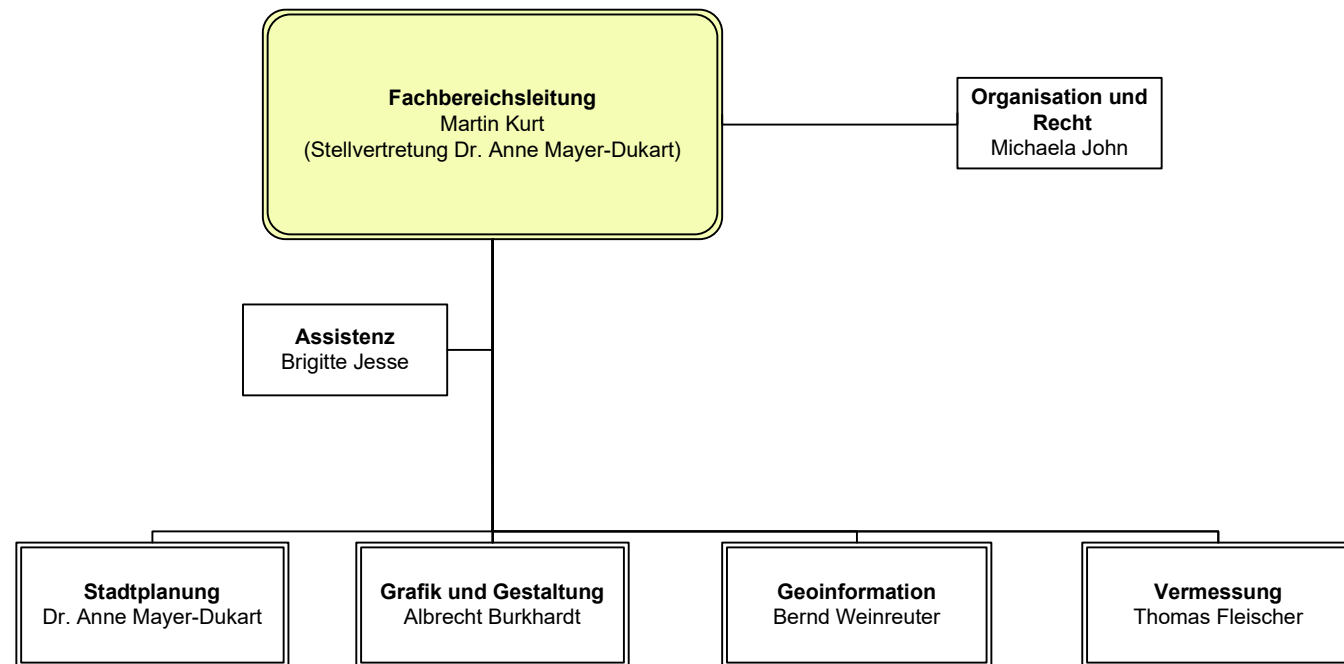 Fachbereichsleitung
Martin Kurt
(Stellvertretung Dr. Anne Mayer-Dukart)
Organisation und
Recht
Michaela John
Assistenz
Brigitte Jesse
Stadtplanung
Dr. Anne Mayer-Dukart
Grafik und Gestaltung
Albrecht Burkhardt
Geoinformation
Bernd Weinreuter
Vermessung
Thomas Fleischer